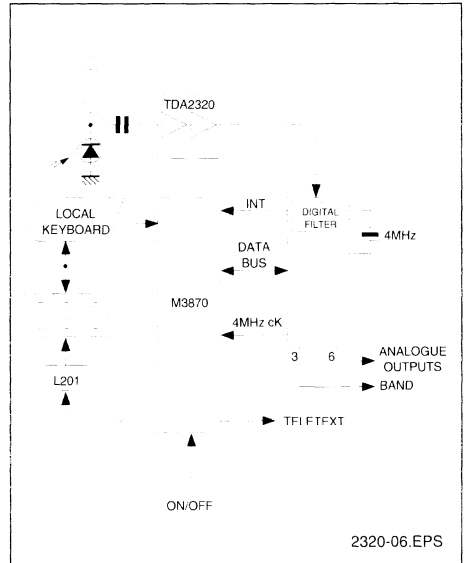 TDA2320
INT
LOCAL
KEYBOARD
DIGITAL
FILTER
4MHz
DATA
BUS
M3870
4MHz cK
3 6
ANALOGUE
OUTPUTS
L201
BAND
TELETEXT
ON/OFF
2320-06.EPS